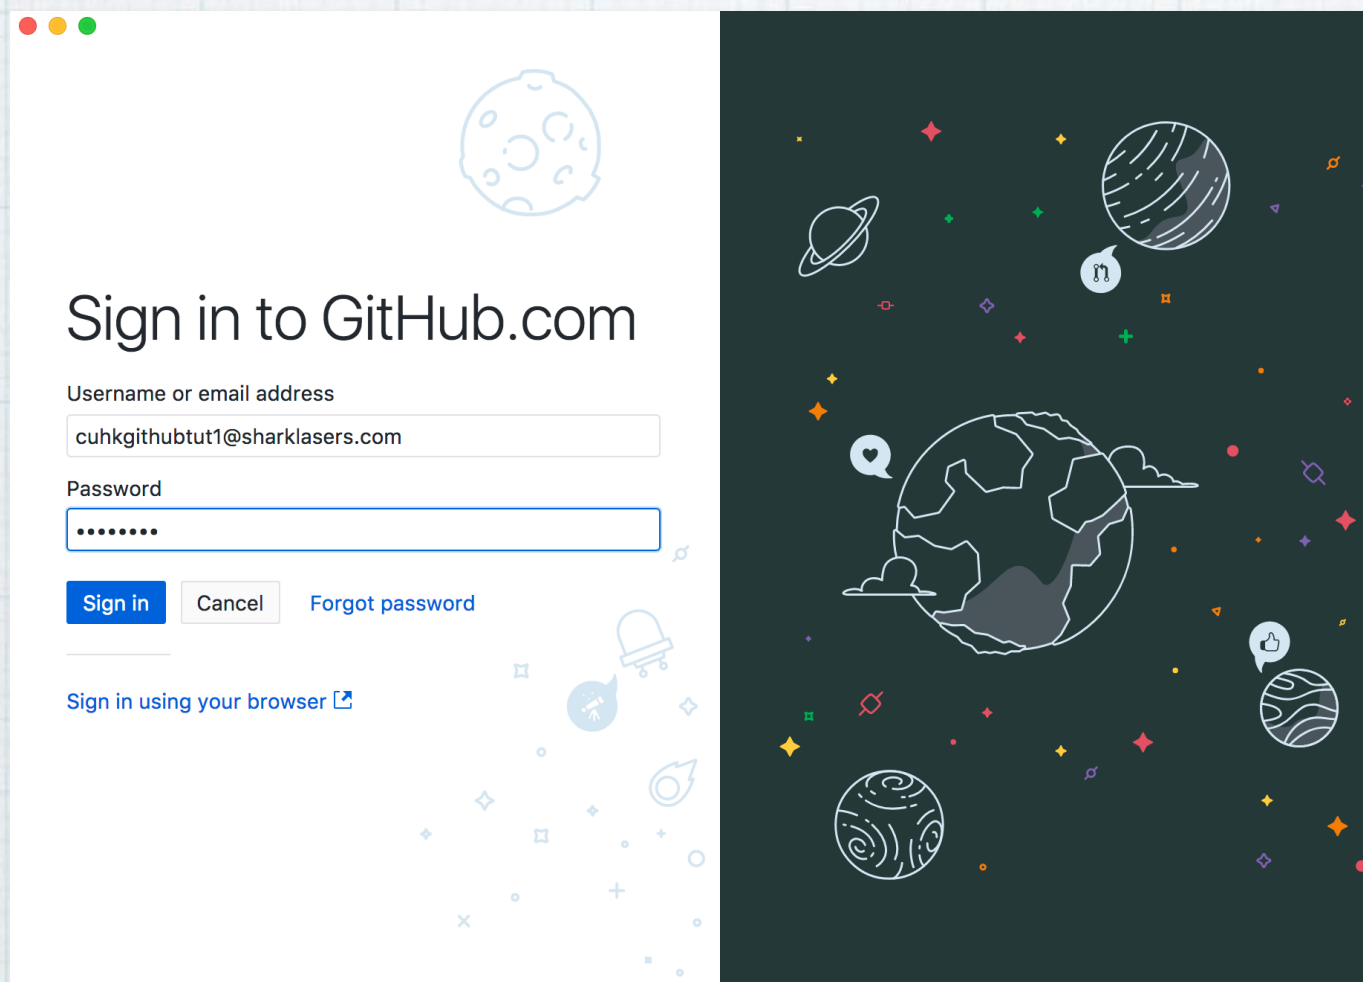 Sign in to GitHub.com
Username or email address
cuhkgithubtut1@sharklasers.com
Password
••••••••
Sign in
Cancel
Forgot password
Sign in using your browser